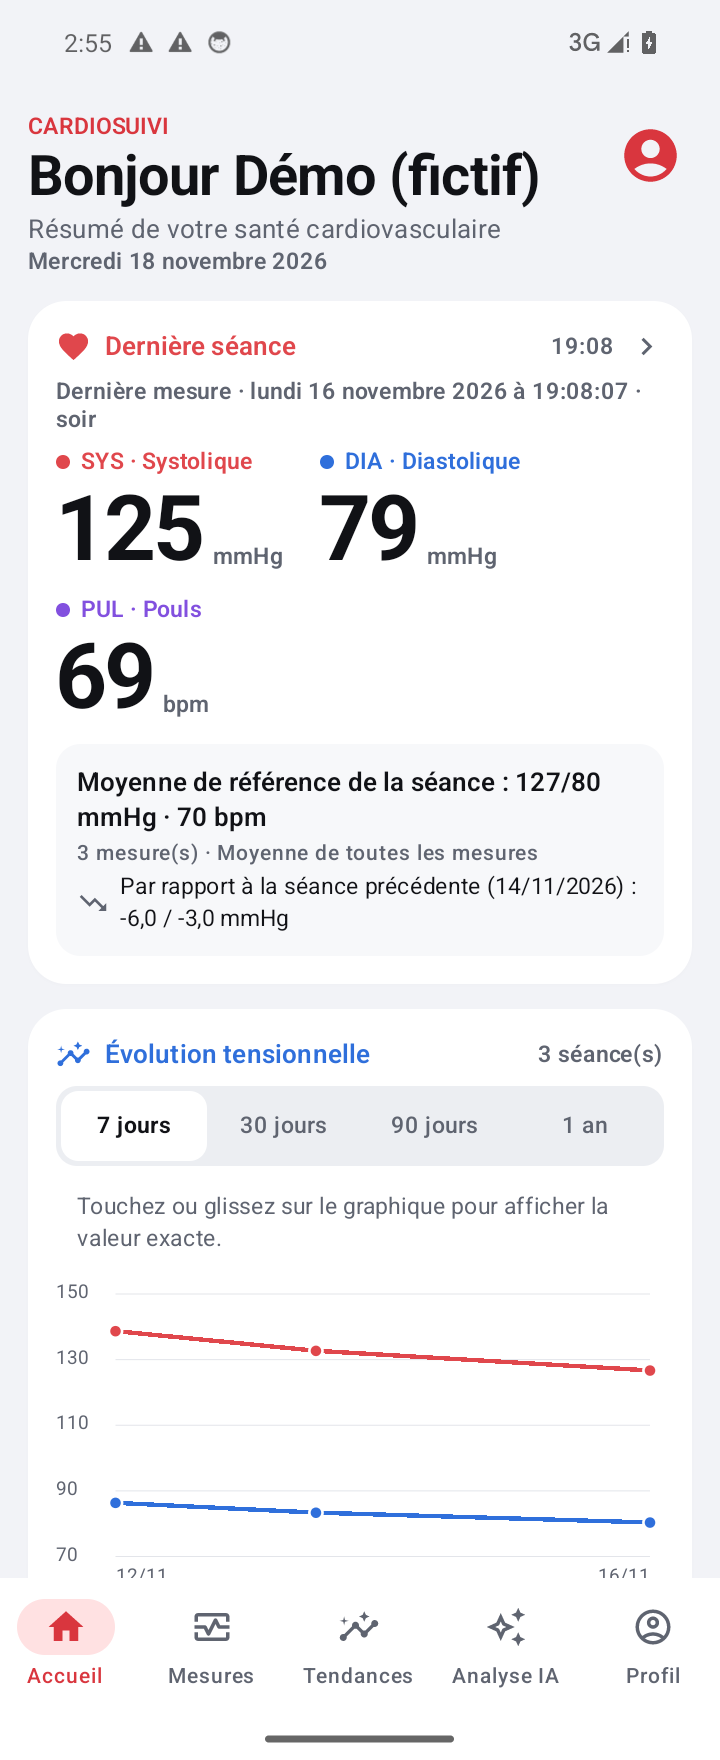 2:55
3G
CARDIOSUIVI
Bonjour Démo (fictif)
Résumé de votre santé cardiovasculaire
Mercredi 18 novembre 2026
Dernière séance
19:08
Dernière mesure · lundi 16 novembre 2026 à 19:08:07 ·
soir
SYS · Systolique
DIA · Diastolique
125 mmHg
79 mmHg
PUL · Pouls
69 bpm
Moyenne de référence de la séance : 127/80
mmHg · 70 bpm
3 mesure(s) · Moyenne de toutes les mesures
Par rapport à la séance précédente (14/11/2026) :
-6,0 / -3,0 mmHg
Évolution tensionnelle
3 séance(s)
7 jours
30 jours
90 jours
1 an
Touchez ou glissez sur le graphique pour afficher la
valeur exacte.
150
130
110
90
70
12/11
16/11
Accueil
Mesures
Tendances
Analyse IA
Profil